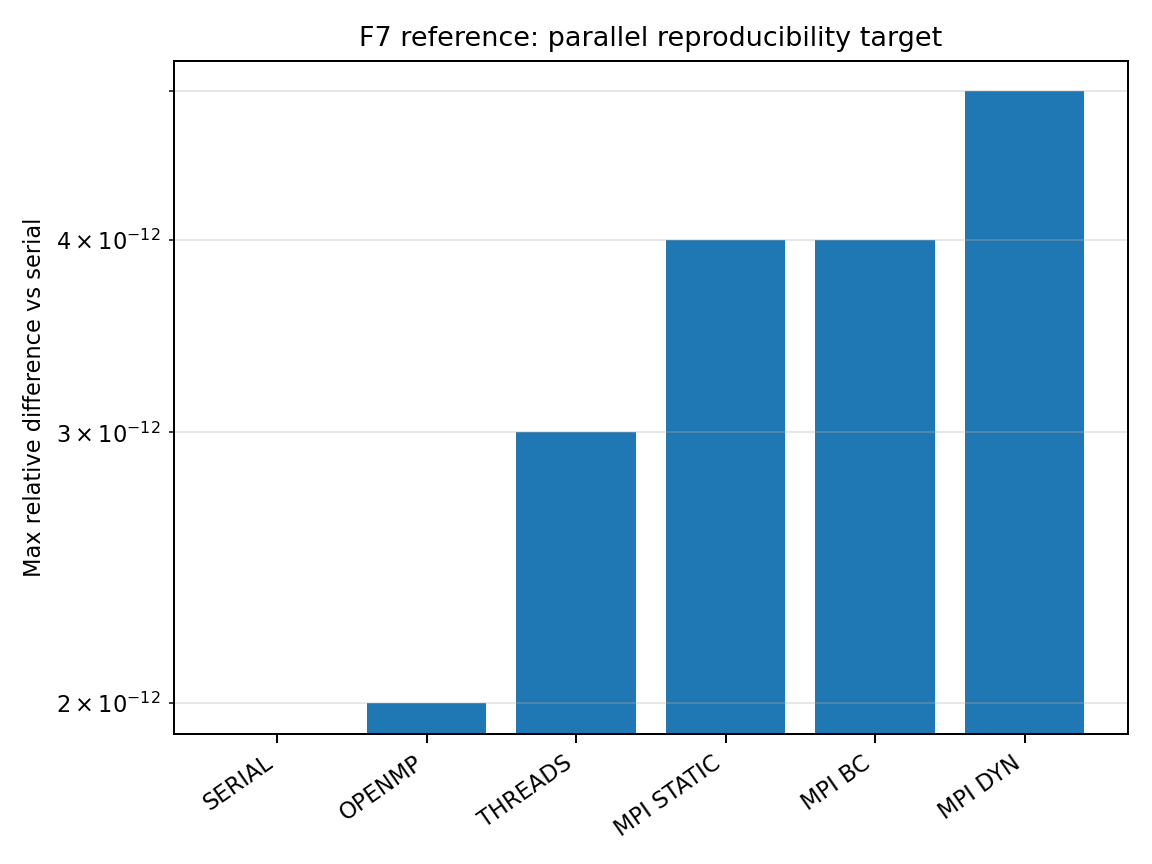 F7 reference: parallel reproducibility target
Max relative difference vs serial
4 × 10⁻¹²
3 × 10⁻¹²
2 × 10⁻¹²
SERIAL
OPENMP
THREADS
MPI STATIC
MPI BC
MPI DYN